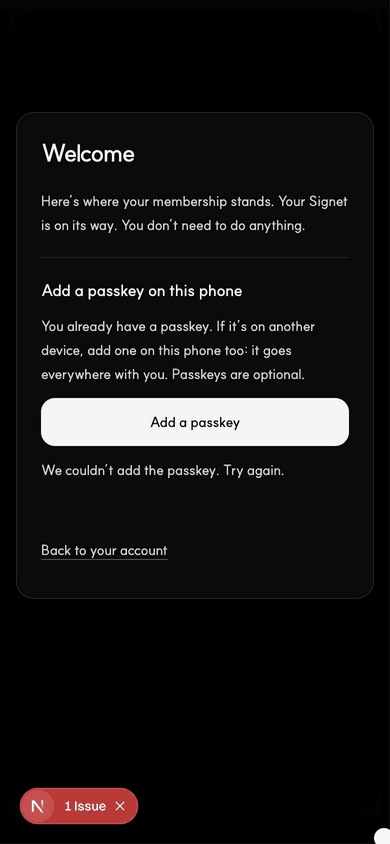 Welcome
Here's where your membership stands. Your Signet
is on its way. You don't need to do anything.
Add a passkey on this phone
You already have a passkey. If it's on another
device, add one on this phone too: it goes
everywhere with you. Passkeys are optional.
Add a passkey
We couldn't add the passkey. Try again.
Back to your account
N 1 Issue ×